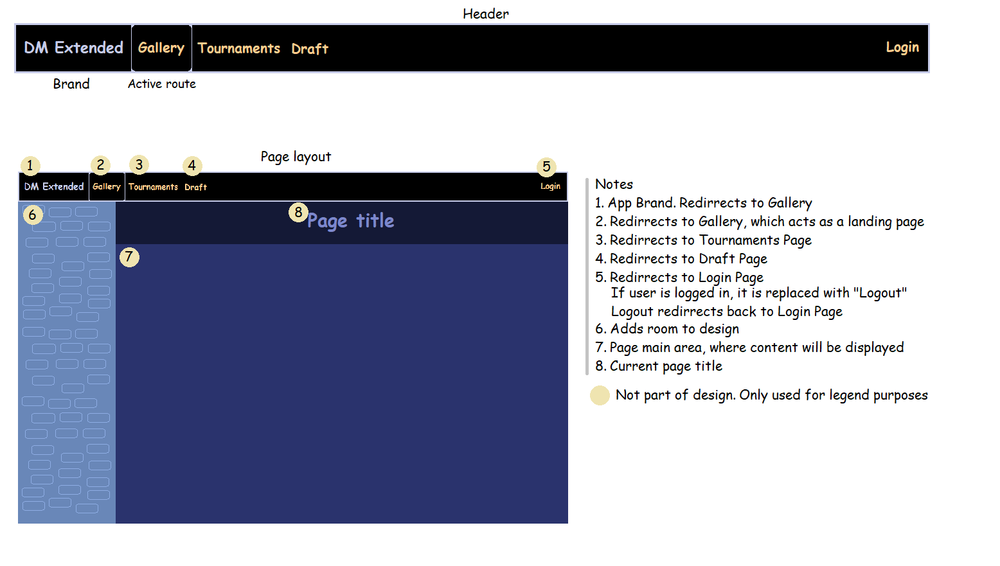 Header
DM Extended Gallery Tournaments Draft Login
Brand Active route
Page layout
1 2 3 4 5
DM Extended Gallery Tournaments Draft Login
6
8 Page title
7
Notes
1. App Brand. Redirrects to Gallery
2. Redirrects to Gallery, which acts as a landing page
3. Redirrects to Tournaments Page
4. Redirrects to Draft Page
5. Redirrects to Login Page
If user is logged in, it is replaced with "Logout"
Logout redirrects back to Login Page
6. Adds room to design
7. Page main area, where content will be displayed
8. Current page title
Not part of design. Only used for legend purposes